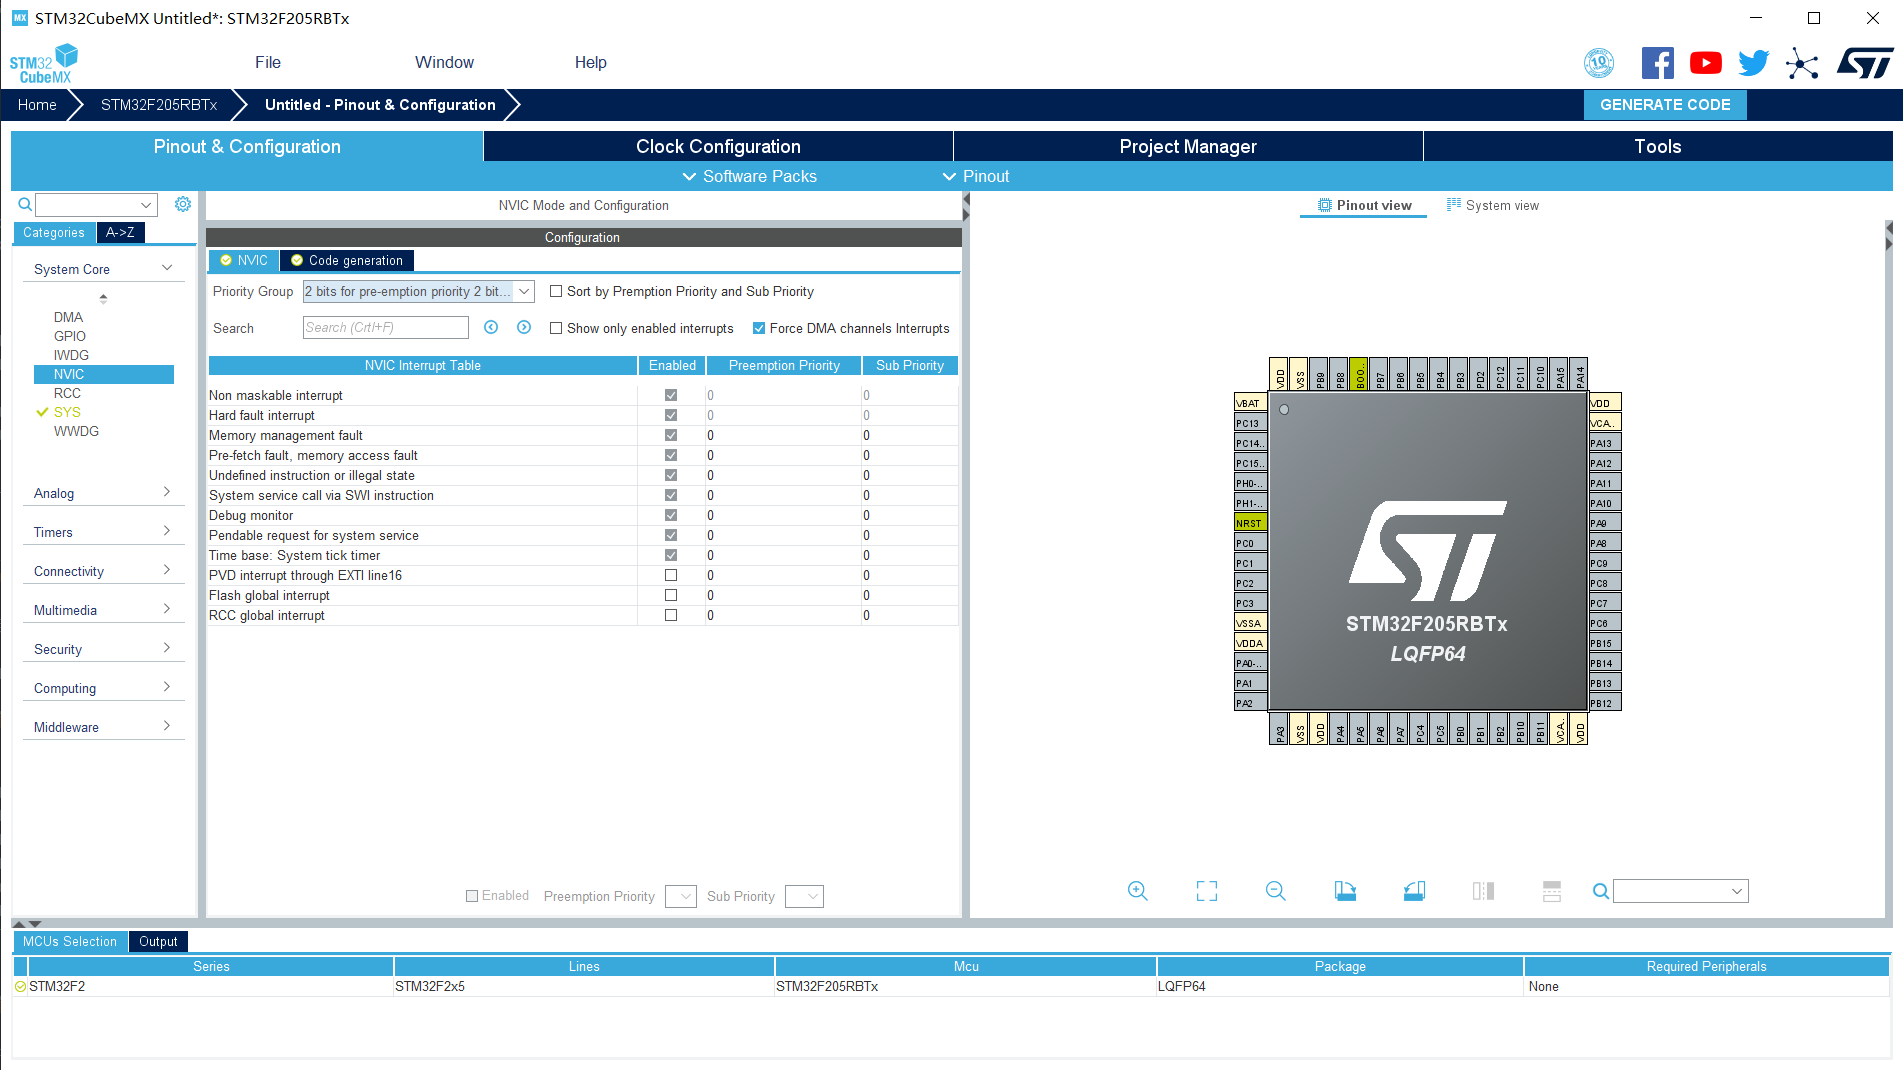 STM32CubeMX Untitled*: STM32F205RBTx
STM32 CubeMX
File Window Help
10
Home STM32F205RBTx Untitled - Pinout & Configuration GENERATE CODE
Pinout & Configuration Clock Configuration Project Manager Tools
Software Packs Pinout
Categories A->Z
System Core
DMA
GPIO
IWDG
NVIC
RCC
SYS
WWDG
Analog
Timers
Connectivity
Multimedia
Security
Computing
Middleware
NVIC Mode and Configuration
Configuration
NVIC Code generation
Priority Group 2 bits for pre-emption priority 2 bit... Sort by Premption Priority and Sub Priority
Search Search (Crtl+F) Show only enabled interrupts Force DMA channels Interrupts
NVIC Interrupt Table Enabled Preemption Priority Sub Priority
Non maskable interrupt 0 0
Hard fault interrupt 0 0
Memory management fault 0 0
Pre-fetch fault, memory access fault 0 0
Undefined instruction or illegal state 0 0
System service call via SWI instruction 0 0
Debug monitor 0 0
Pendable request for system service 0 0
Time base: System tick timer 0 0
PVD interrupt through EXTI line16 0 0
Flash global interrupt 0 0
RCC global interrupt 0 0
Enabled Preemption Priority Sub Priority
Pinout view System view
VDD VSS PB9 PB8 BOO.. PB7 PB6 PB5 PB4 PB3 PD2 PC12 PC11 PC10 PA15 PA14
VBAT
PC13
PC14..
PC15..
PH0-..
PH1-..
NRST
PC0
PC1
PC2
PC3
VSSA
VDDA
PA0-..
PA1
PA2
ST
STM32F205RBTx
LQFP64
VDD
VCA..
PA13
PA12
PA11
PA10
PA9
PA8
PC9
PC8
PC7
PC6
PB15
PB14
PB13
PB12
PA3 VSS VDD PA4 PA5 PA6 PA7 PC4 PC5 PB0 PB1 PB2 PB10 PB11 VCA.. VDD
MCUs Selection Output
Series Lines Mcu Package Required Peripherals
STM32F2 STM32F2x5 STM32F205RBTx LQFP64 None